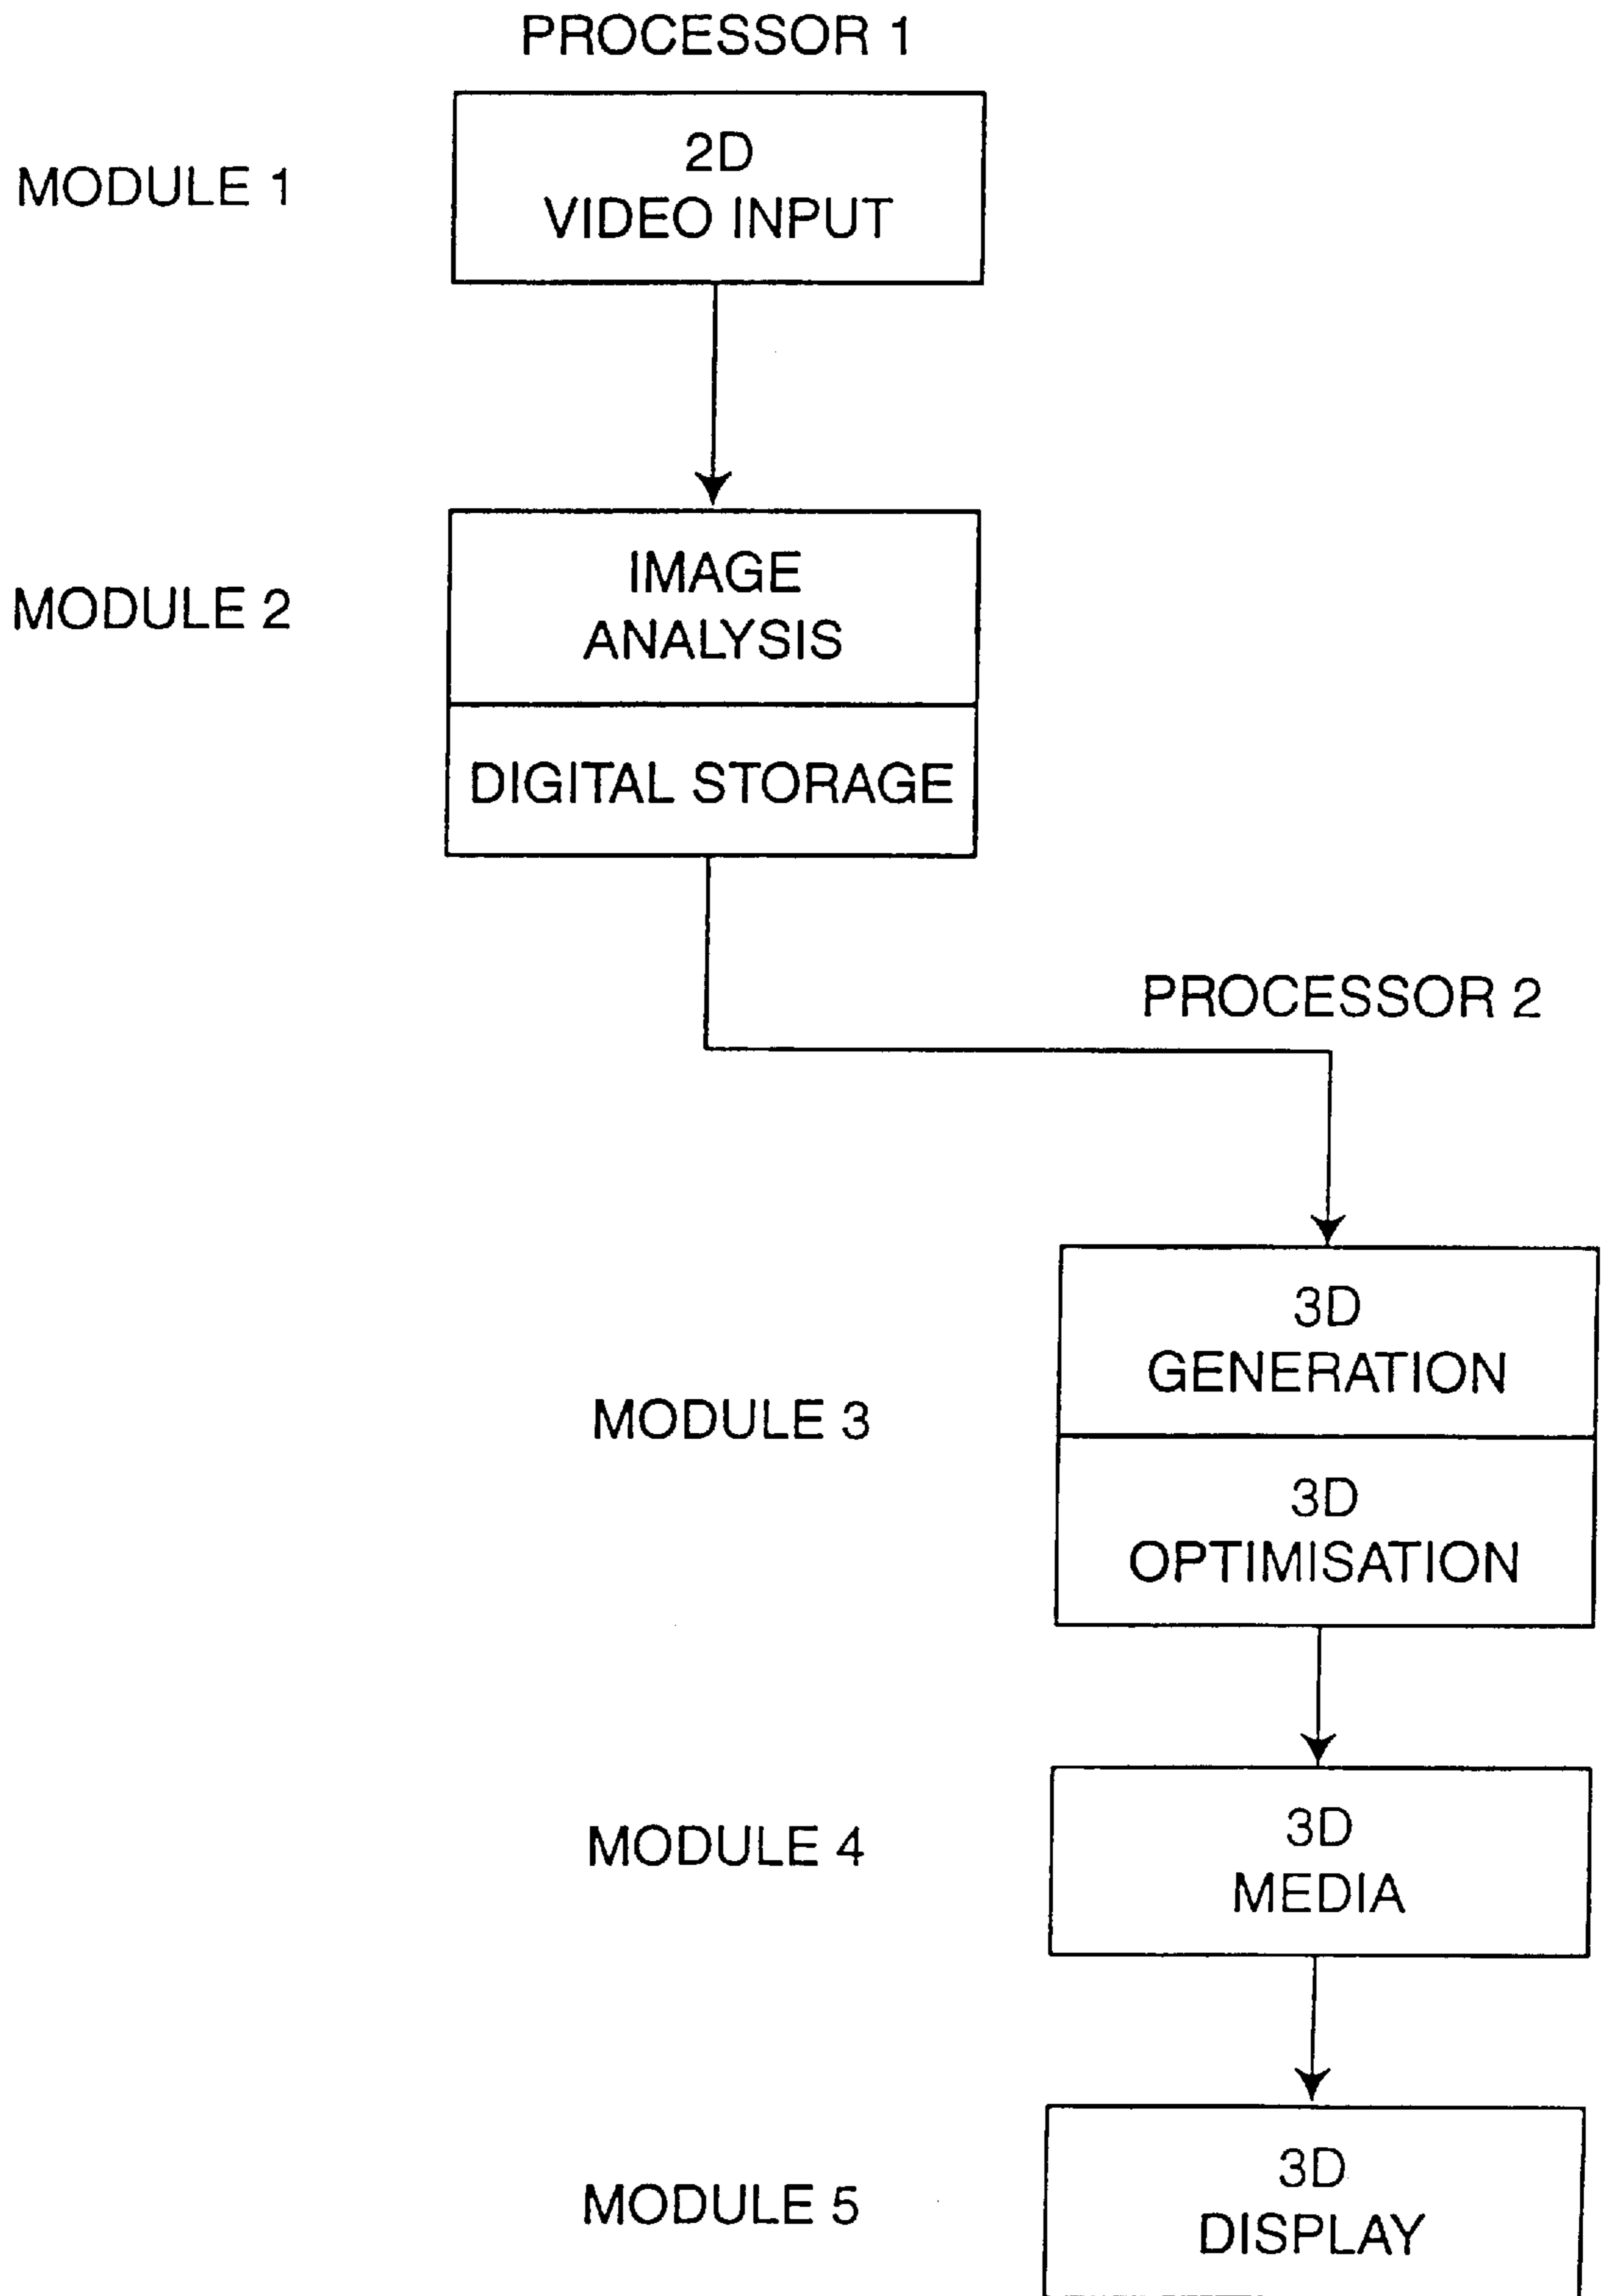 PROCESSOR 1
MODULE 1
2D
VIDEO INPUT
MODULE 2
IMAGE
ANALYSIS
DIGITAL STORAGE
PROCESSOR 2
MODULE 3
3D
GENERATION
3D
OPTIMISATION
MODULE 4
3D
MEDIA
MODULE 5
3D
DISPLAY